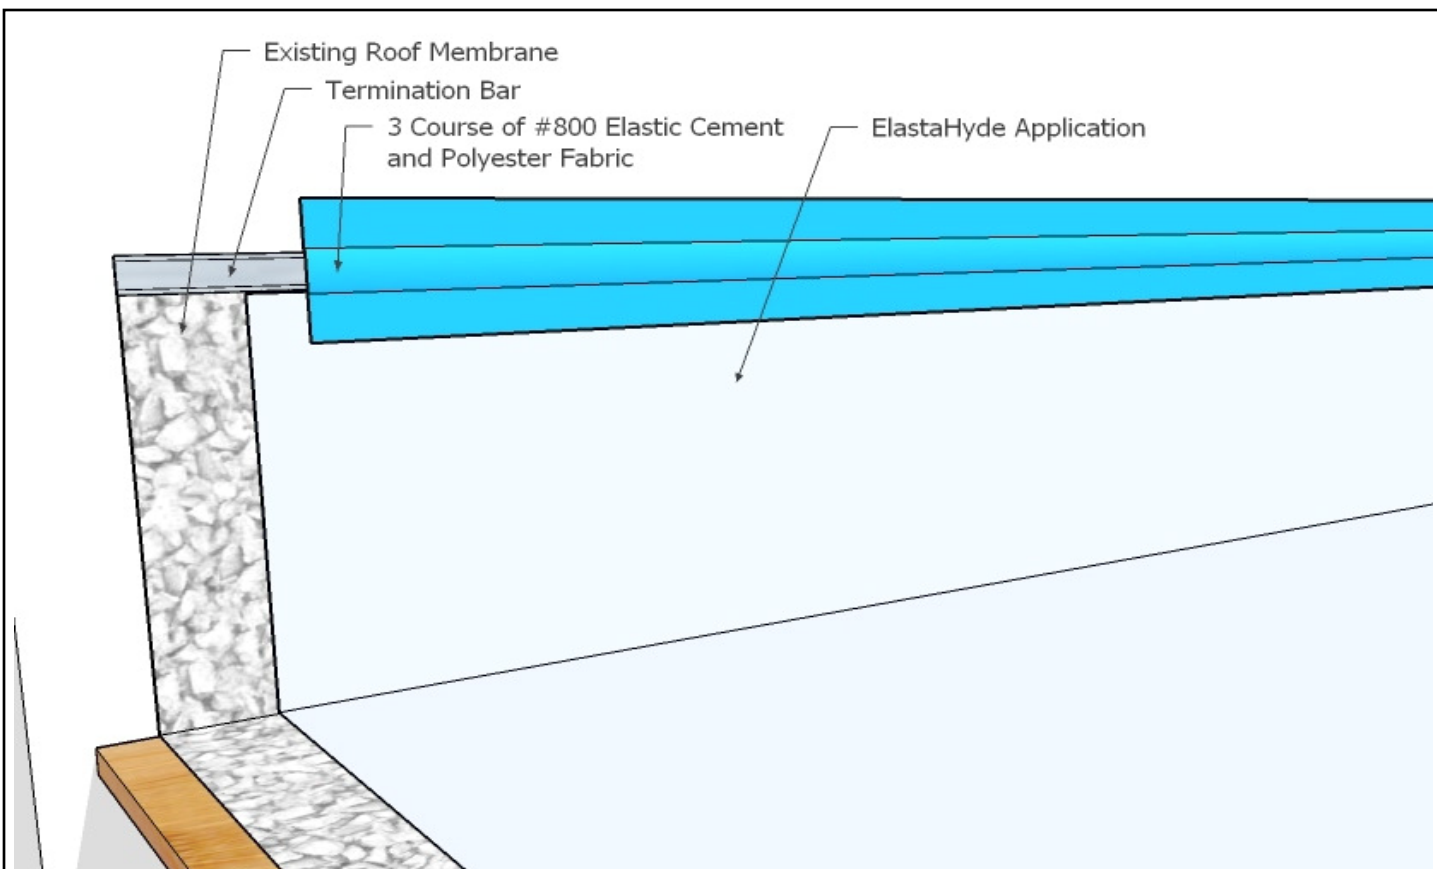 Existing Roof Membrane
Termination Bar
3 Course of #800 Elastic Cement
and Polyester Fabric
ElastaHyde Application